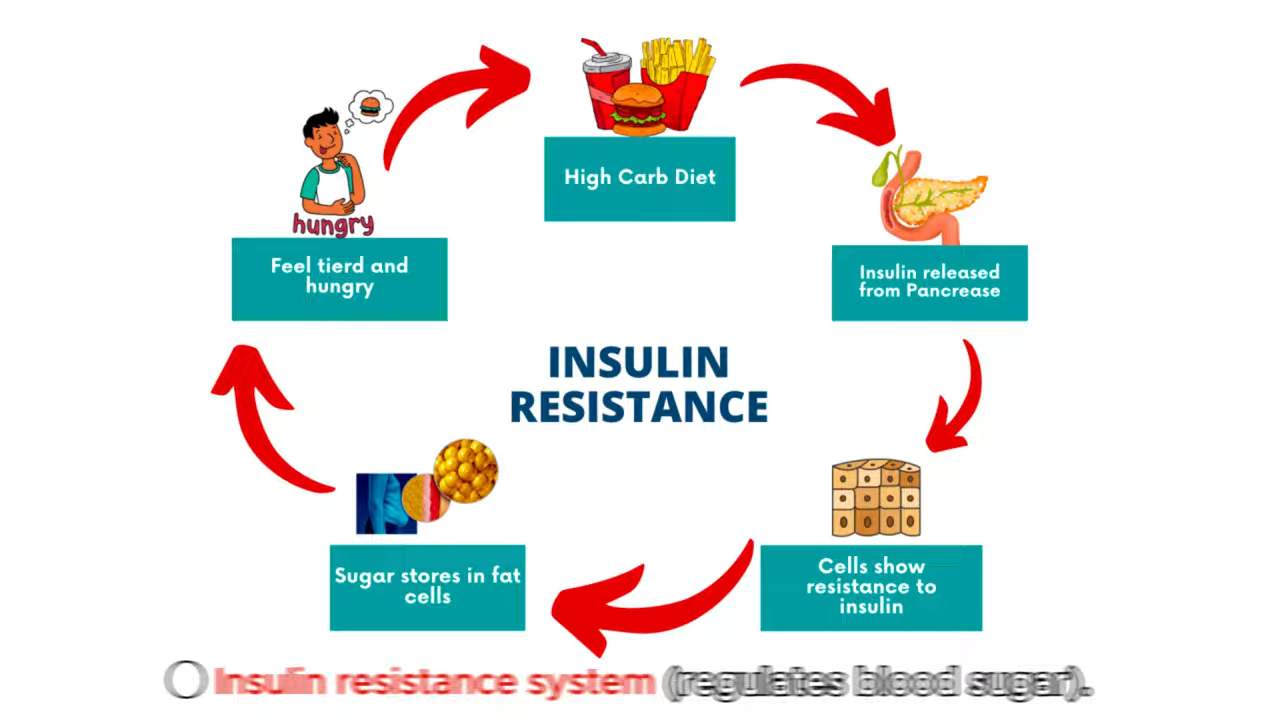 hungry
High Carb Diet
Feel tierd and
hungry
Insulin released
from Pancrease
INSULIN
RESISTANCE
Sugar stores in fat
cells
Cells show
resistance to
insulin
Insulin resistance system (regulates blood sugar).